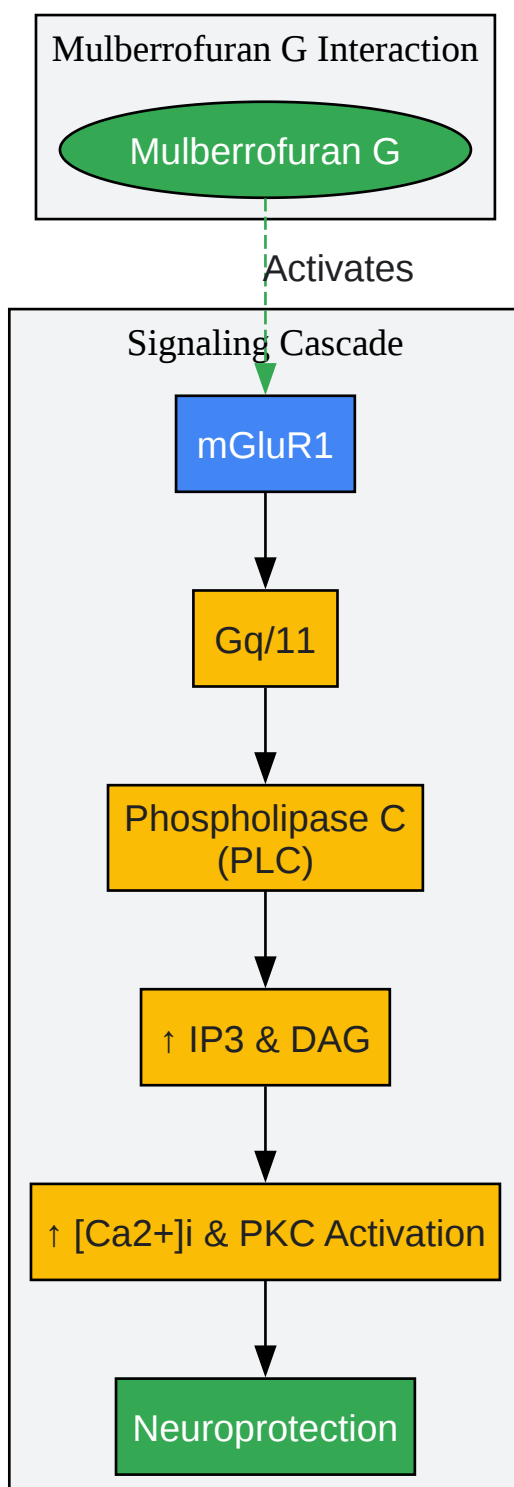 Mulberrofuran G Interaction
Mulberrofuran G
Activates
Signaling Cascade
mGluR1
Gq/11
Phospholipase C
(PLC)
↑ IP3 & DAG
↑ [Ca2+]i & PKC Activation
Neuroprotection